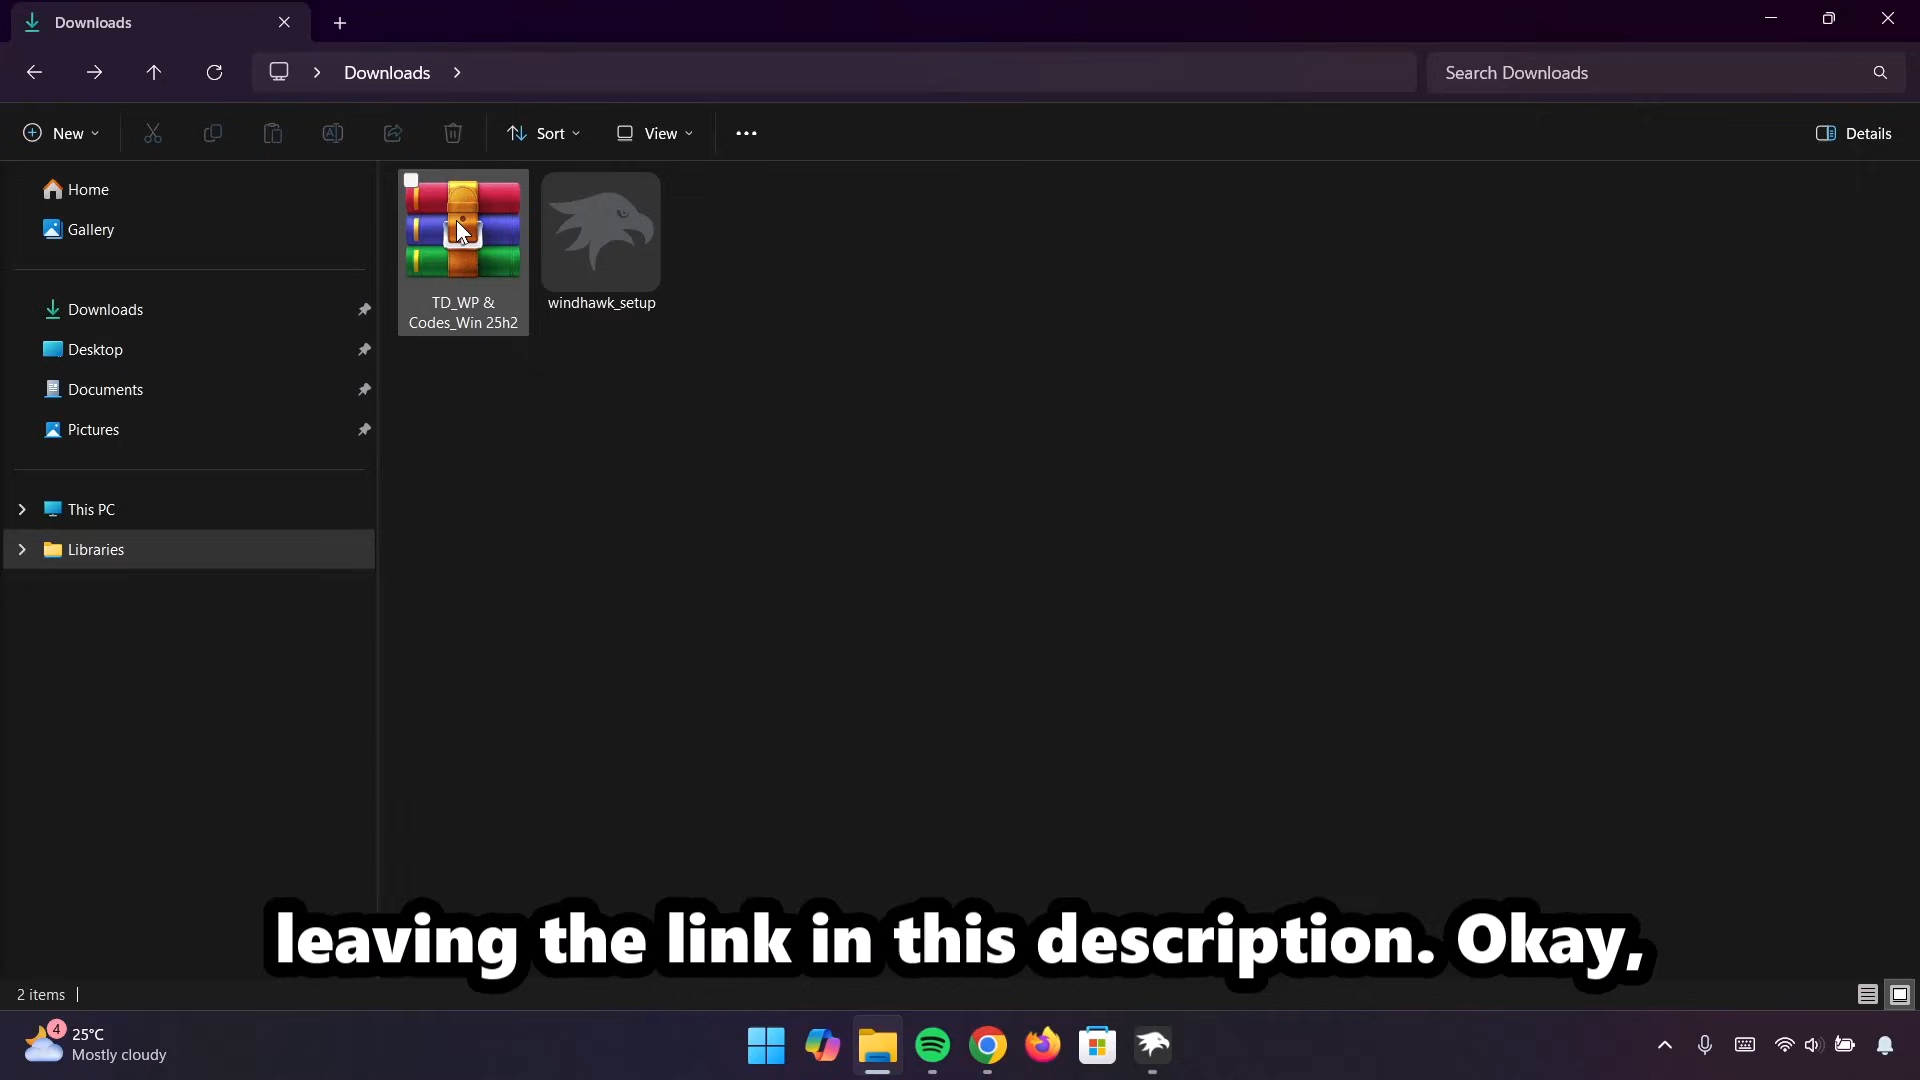 Downloads
Downloads
Search Downloads
New
Sort
View
Details
Home
Gallery
Downloads
Desktop
Documents
Pictures
This PC
Libraries
TD_WP &
Codes_Win 25h2
windhawk_setup
leaving the link in this description. Okay,
2 items
4
25°C
Mostly cloudy